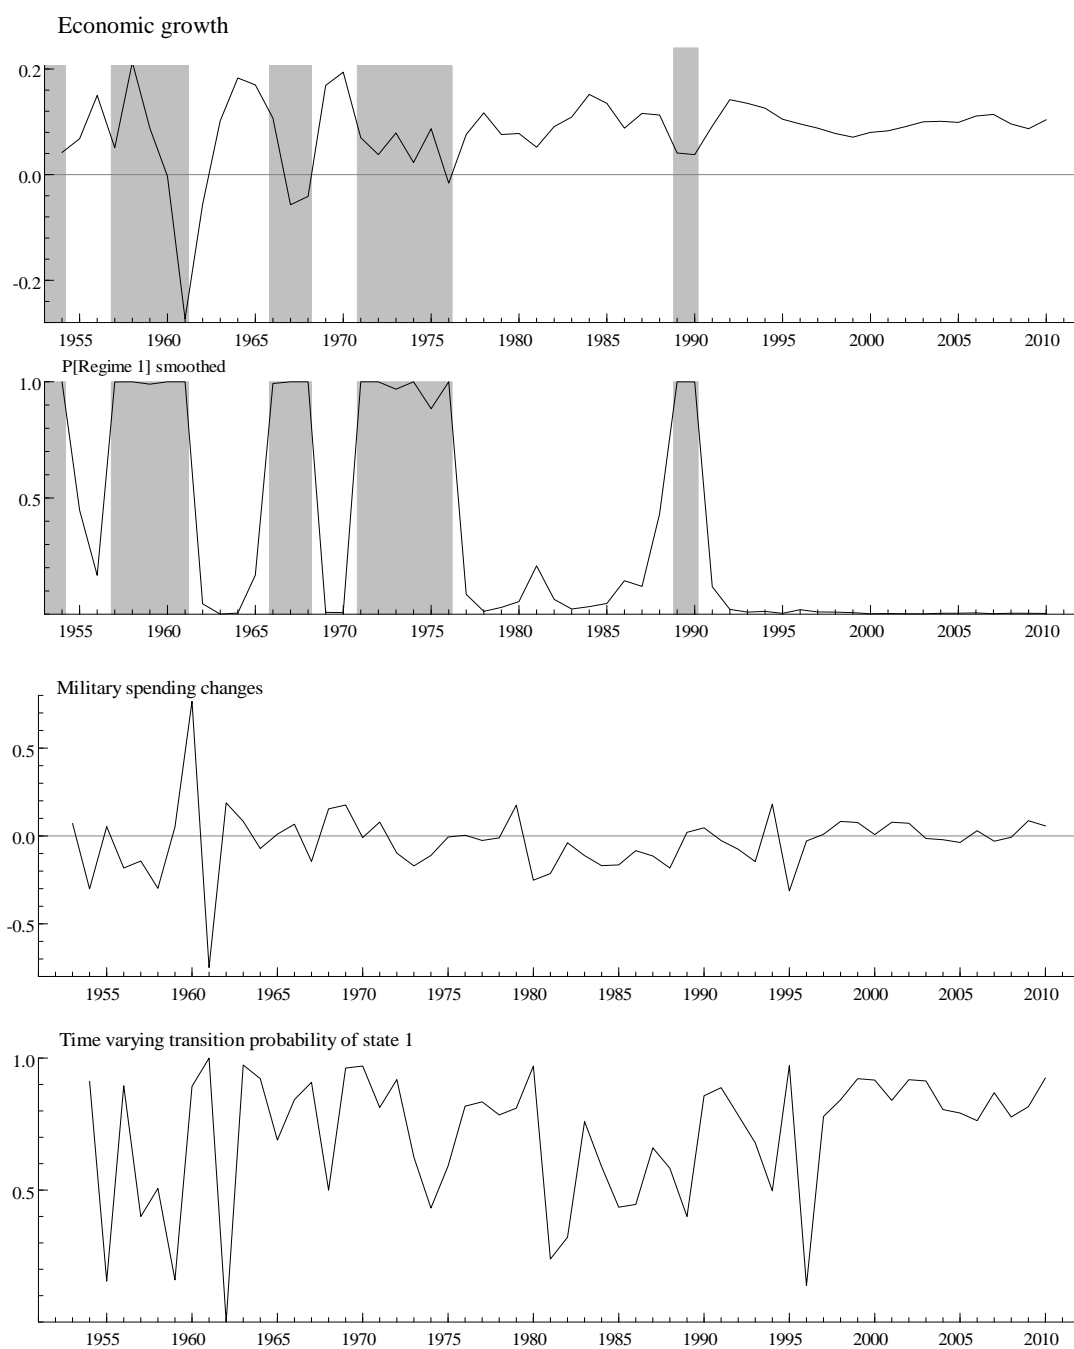 Economic growth
0.2
0.0
-0.2
1955 1960 1965 1970 1975 1980 1985 1990 1995 2000 2005 2010
P[Regime 1] smoothed
1.0
0.5
1955 1960 1965 1970 1975 1980 1985 1990 1995 2000 2005 2010
Military spending changes
0.5
0.0
-0.5
1955 1960 1965 1970 1975 1980 1985 1990 1995 2000 2005 2010
Time varying transition probability of state 1
1.0
0.5
1955 1960 1965 1970 1975 1980 1985 1990 1995 2000 2005 2010